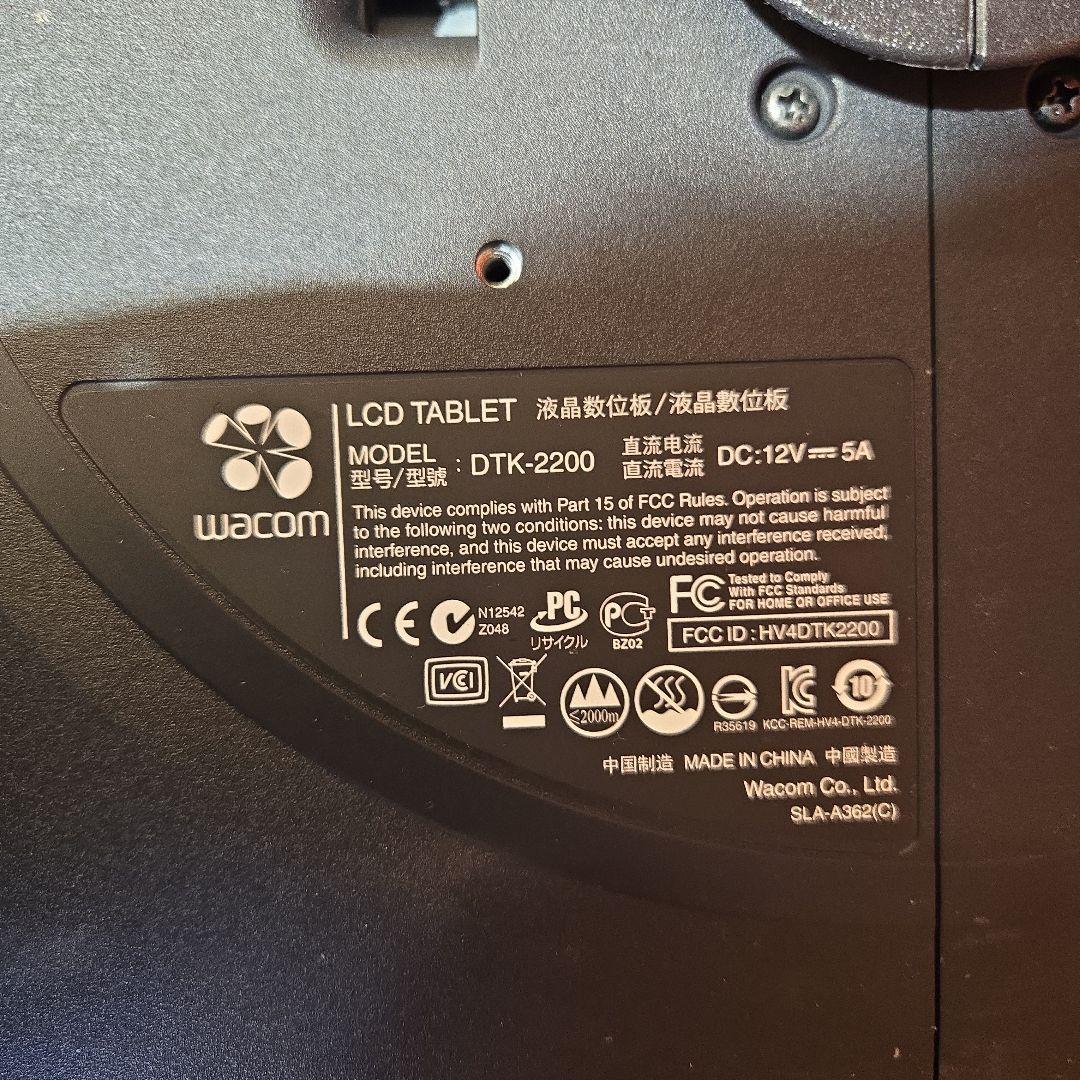 wacom
LCD TABLET 液晶数位板/液晶數位板
MODEL
型号/型號 : DTK-2200
直流电流
直流電流 DC:12V⎓5A
This device complies with Part 15 of FCC Rules. Operation is subject
to the following two conditions: this device may not cause harmful
interference, and this device must accept any interference received,
including interference that may cause undesired operation.
CE
N12542
Z048
PC
リサイクル
PCT
BZ02
FC
Tested to Comply
With FCC Standards
FOR HOME OR OFFICE USE
FCC ID : HV4DTK2200
VCI
≤2000m
R35619
KC
KCC-REM-HV4-DTK-2200
10
中国制造 MADE IN CHINA 中國製造
Wacom Co., Ltd.
SLA-A362(C)